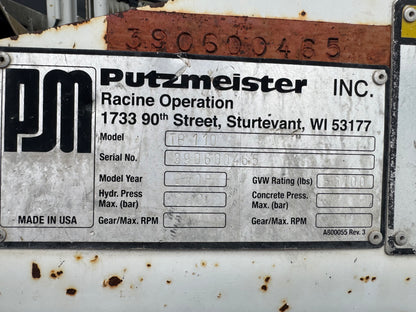 390600465
PM
Putzmeister INC.
Racine Operation
1733 90th Street, Sturtevant, WI 53177
Model
Serial No. 390600465
Model Year GVW Rating (lbs)
Hydr. Press Max. (bar) Concrete Press. Max. (bar)
Gear/Max. RPM Gear/Max. RPM
MADE IN USA
A800055 Rev. 3